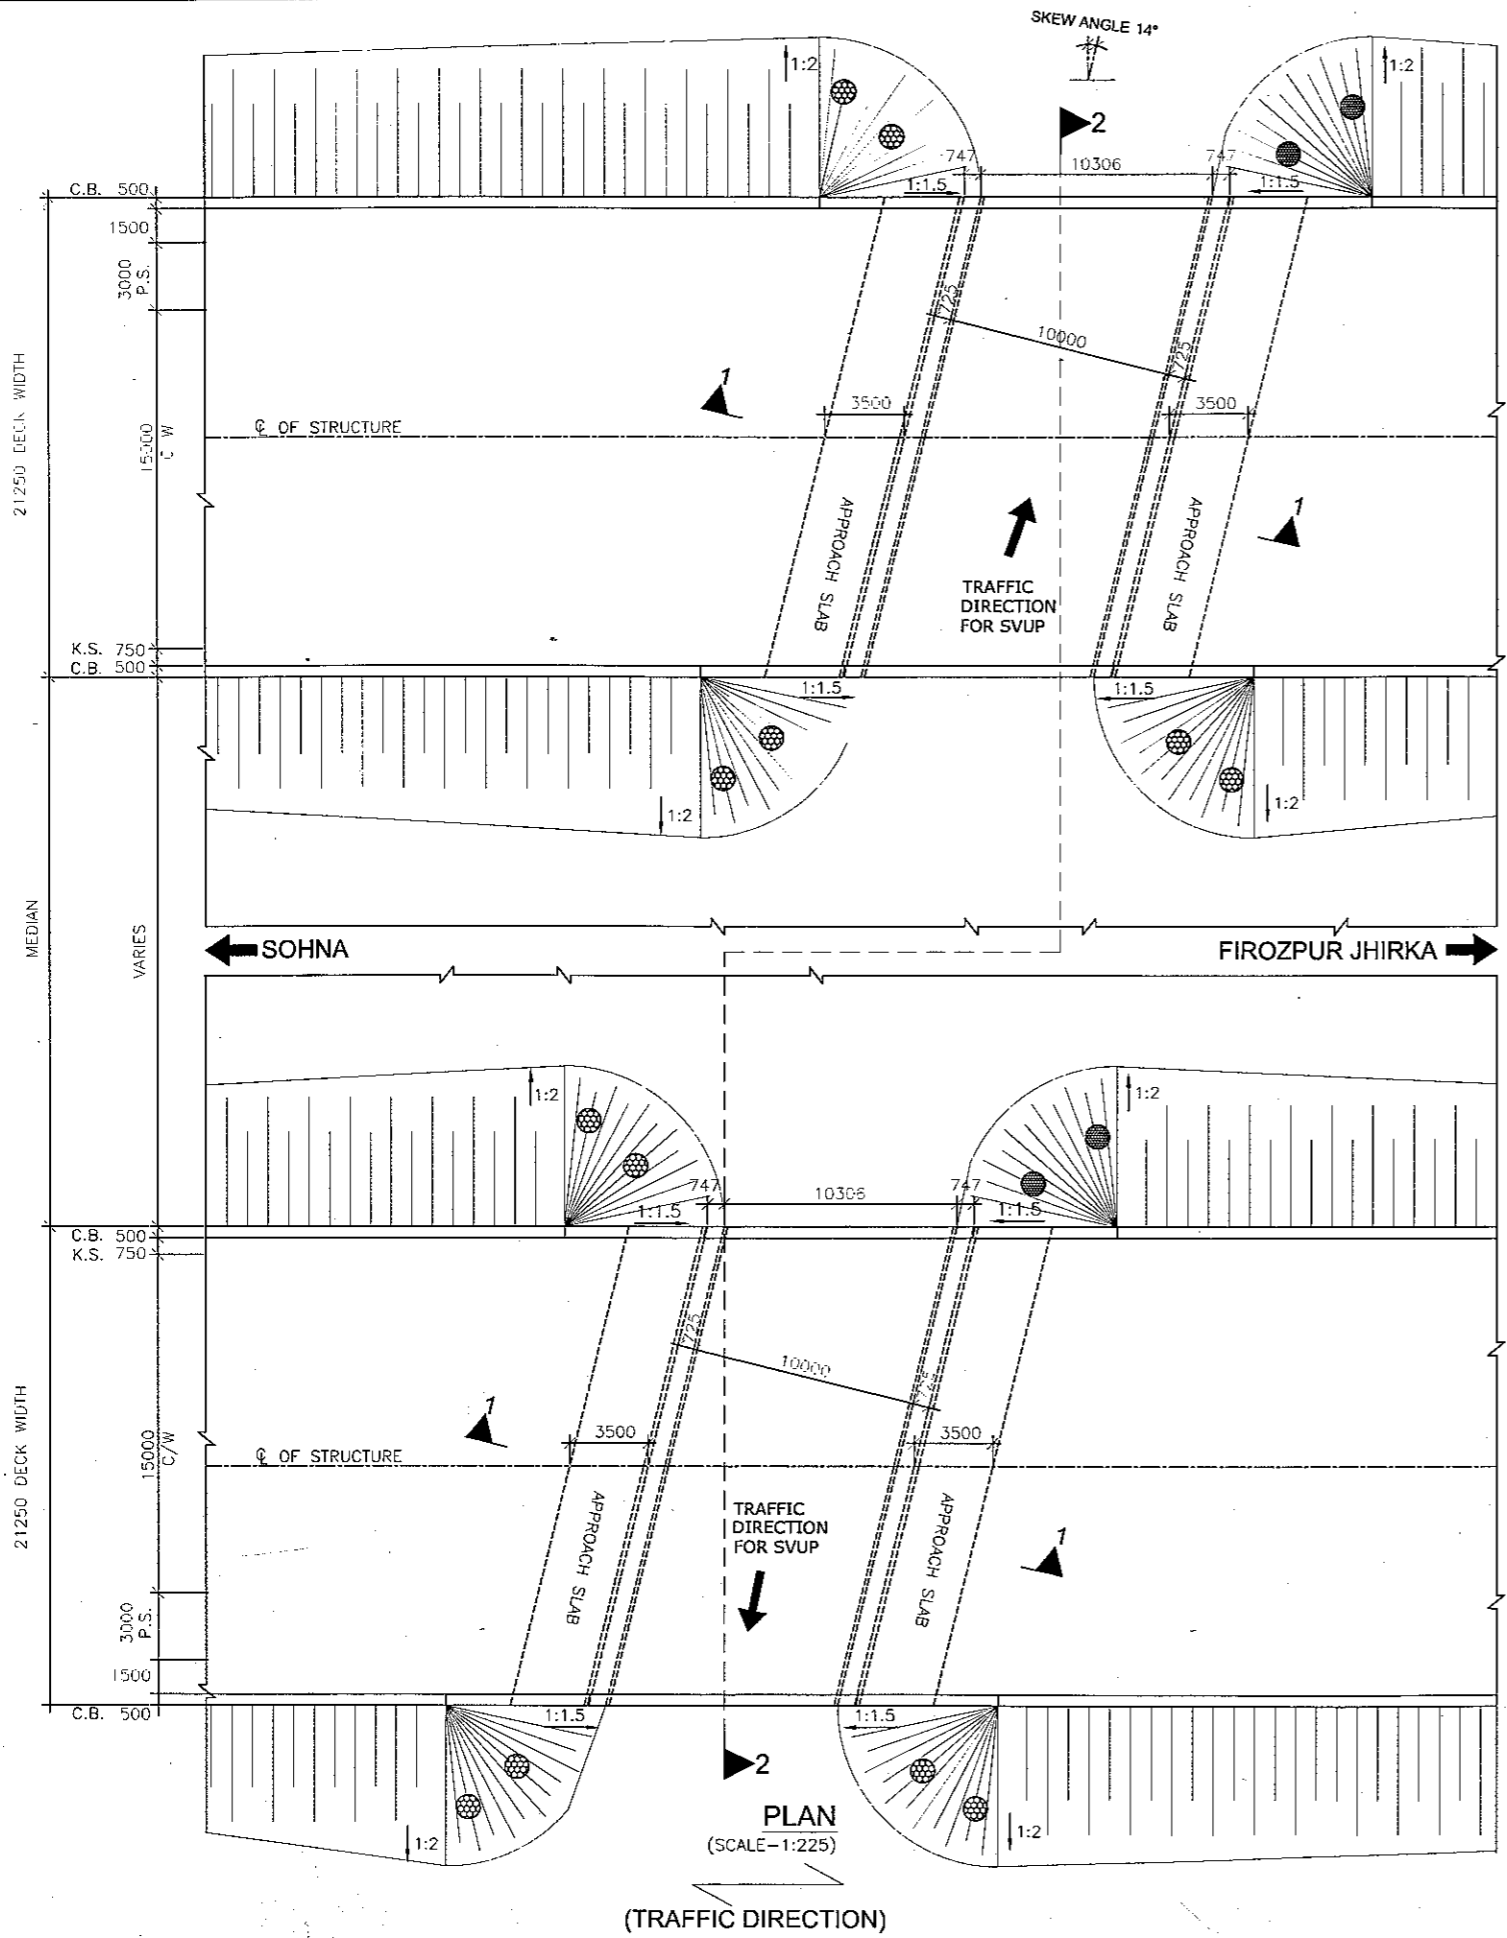 SKEW ANGLE 14°
1:2
1:2
2
747
10306
747
1:1.5
1:1.5
C.B. 500
1500
3000
P.S.
725
10000
725
21250 DECK WIDTH
1
3500
3500
℄ OF STRUCTURE
15000
C W
APPROACH SLAB
APPROACH SLAB
1
TRAFFIC
DIRECTION
FOR SVUP
K.S. 750
C.B. 500
1:1.5
1:1.5
1:2
1:2
MEDIAN
VARIES
SOHNA
FIROZPUR JHIRKA
1:2
1:2
747
10306
747
1:1.5
1:1.5
C.B. 500
K.S. 750
725
10000
725
21250 DECK WIDTH
1
3500
3500
15000
C/W
℄ OF STRUCTURE
APPROACH SLAB
APPROACH SLAB
TRAFFIC
DIRECTION
FOR SVUP
1
3000
P.S.
1500
C.B. 500
1:1.5
1:1.5
2
1:2
1:2
PLAN
(SCALE-1:225)
(TRAFFIC DIRECTION)